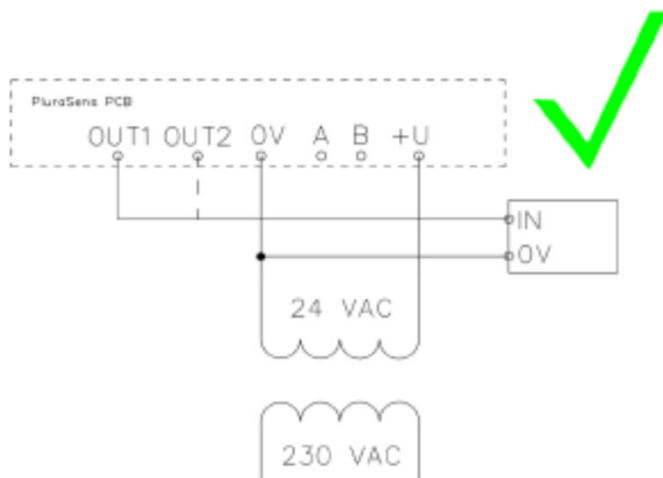 PluraSens PCB
OUT1 OUT2 0V A B +U
IN
0V
24 VAC
230 VAC